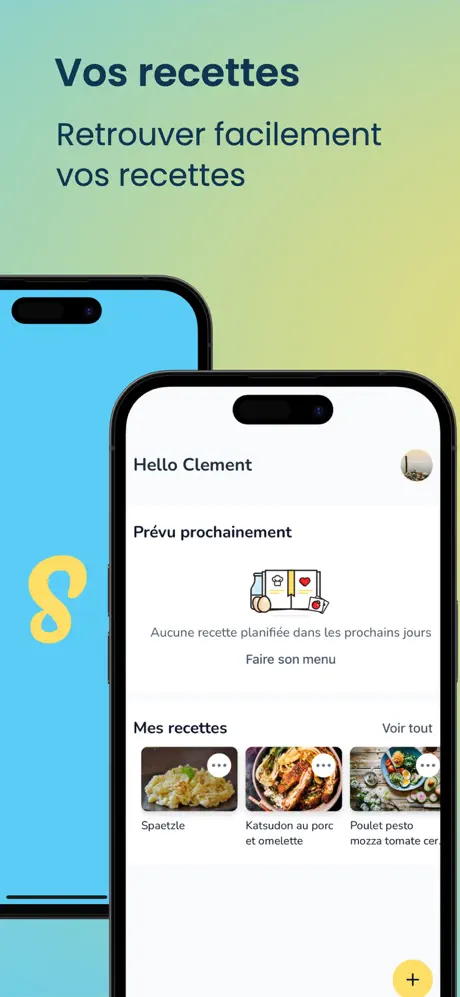 Vos recettes
Retrouver facilement
vos recettes
Hello Clement
Prévu prochainement
Aucune recette planifiée dans les prochains jours
Faire son menu
Mes recettes
Voir tout
Spaetzle
Katsudon au porc
et omelette
Poulet pesto
mozza tomate cer